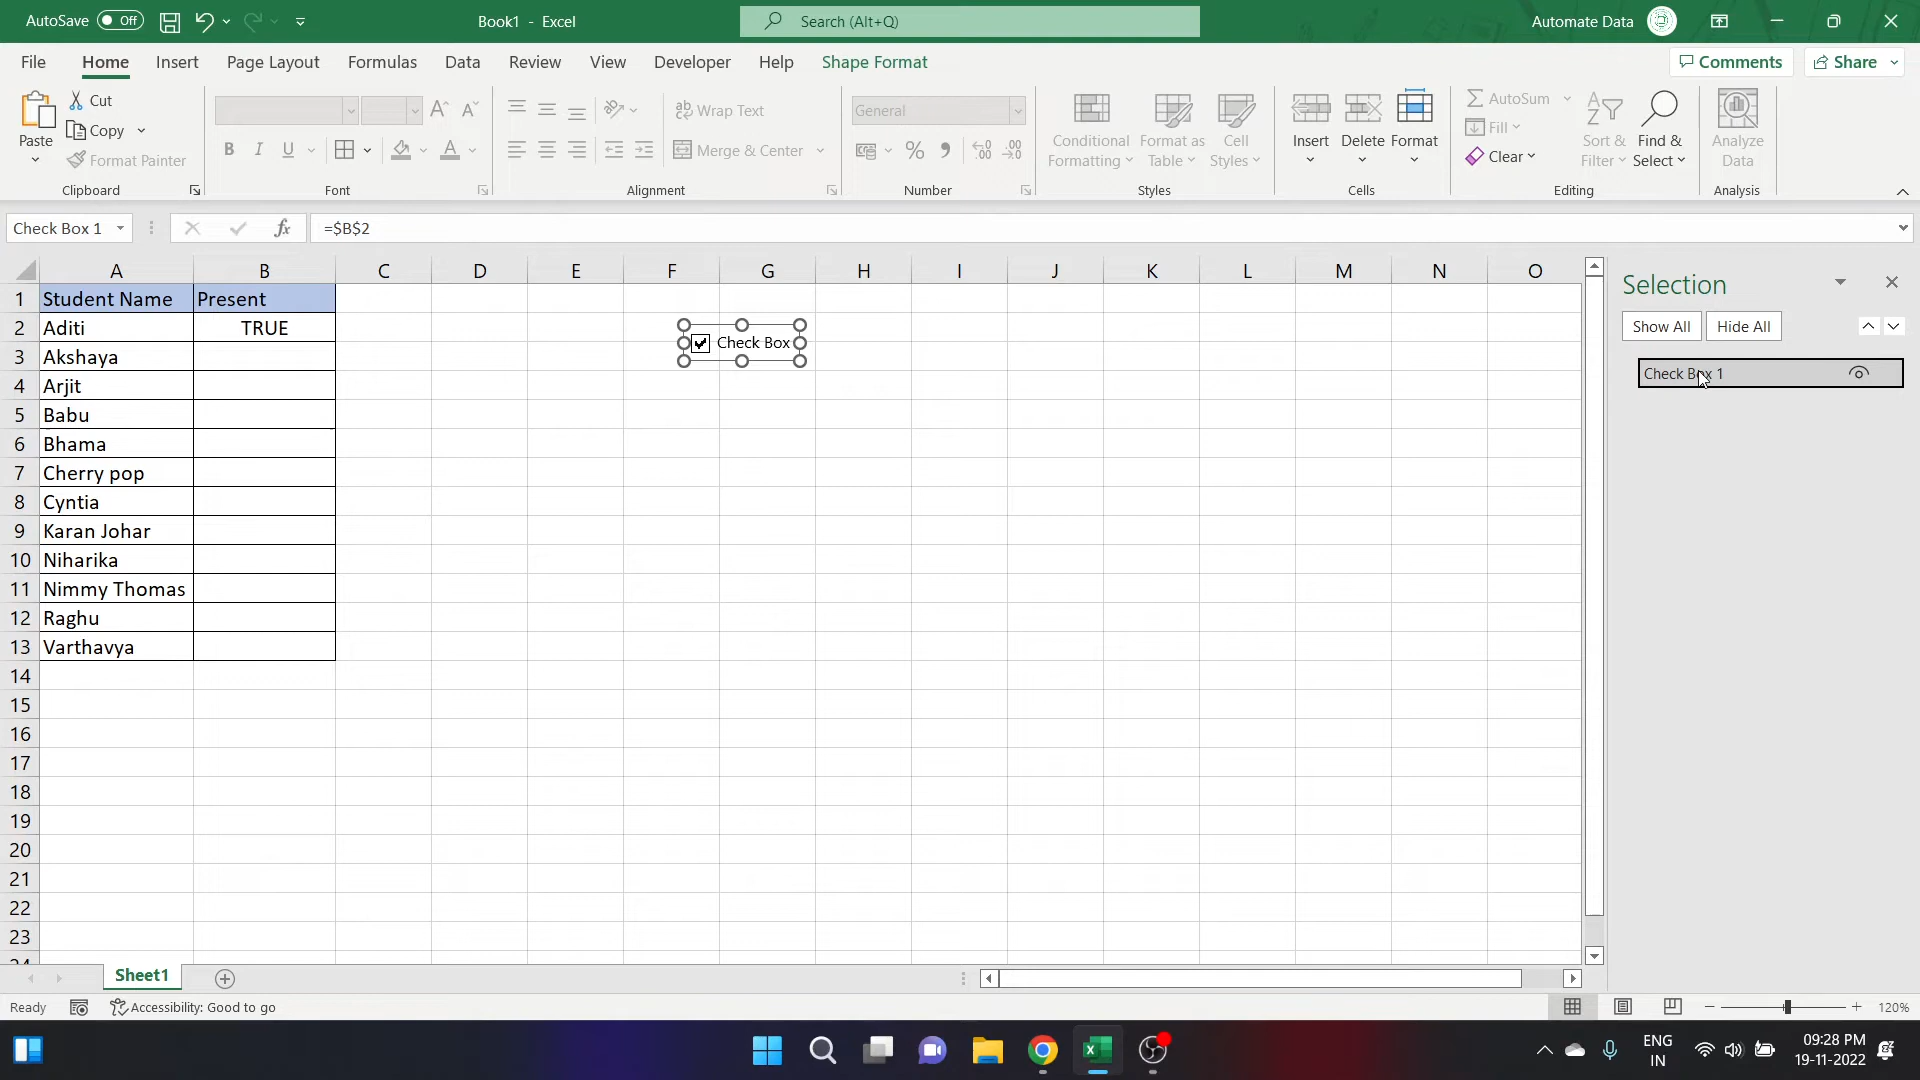 AutoSave Off Book1 - Excel Search (Alt+Q) Automate Data
File Home Insert Page Layout Formulas Data Review View Developer Help Shape Format Comments Share
Paste
Cut
Copy
Format Painter
Clipboard
B I U A A A
Font
ab Wrap Text
Merge & Center
Alignment
General
% 9 .00
Number
Conditional Formatting
Format as Table
Cell Styles
Styles
Insert
Delete
Format
Cells
AutoSum
Fill
Clear
Sort & Filter
Find & Select
Editing
Analyze Data
Analysis
Check Box 1 fx =$B$2
A B C D E F G H I J K L M N O
1 Student Name Present
2 Aditi TRUE Check Box
3 Akshaya
4 Arjit
5 Babu
6 Bhama
7 Cherry pop
8 Cyntia
9 Karan Johar
10 Niharika
11 Nimmy Thomas
12 Raghu
13 Varthavya
14
15
16
17
18
19
20
21
22
23
Selection
Show All Hide All
Check Box 1
Sheet1
Ready Accessibility: Good to go 120%
ENG
IN
09:28 PM
19-11-2022